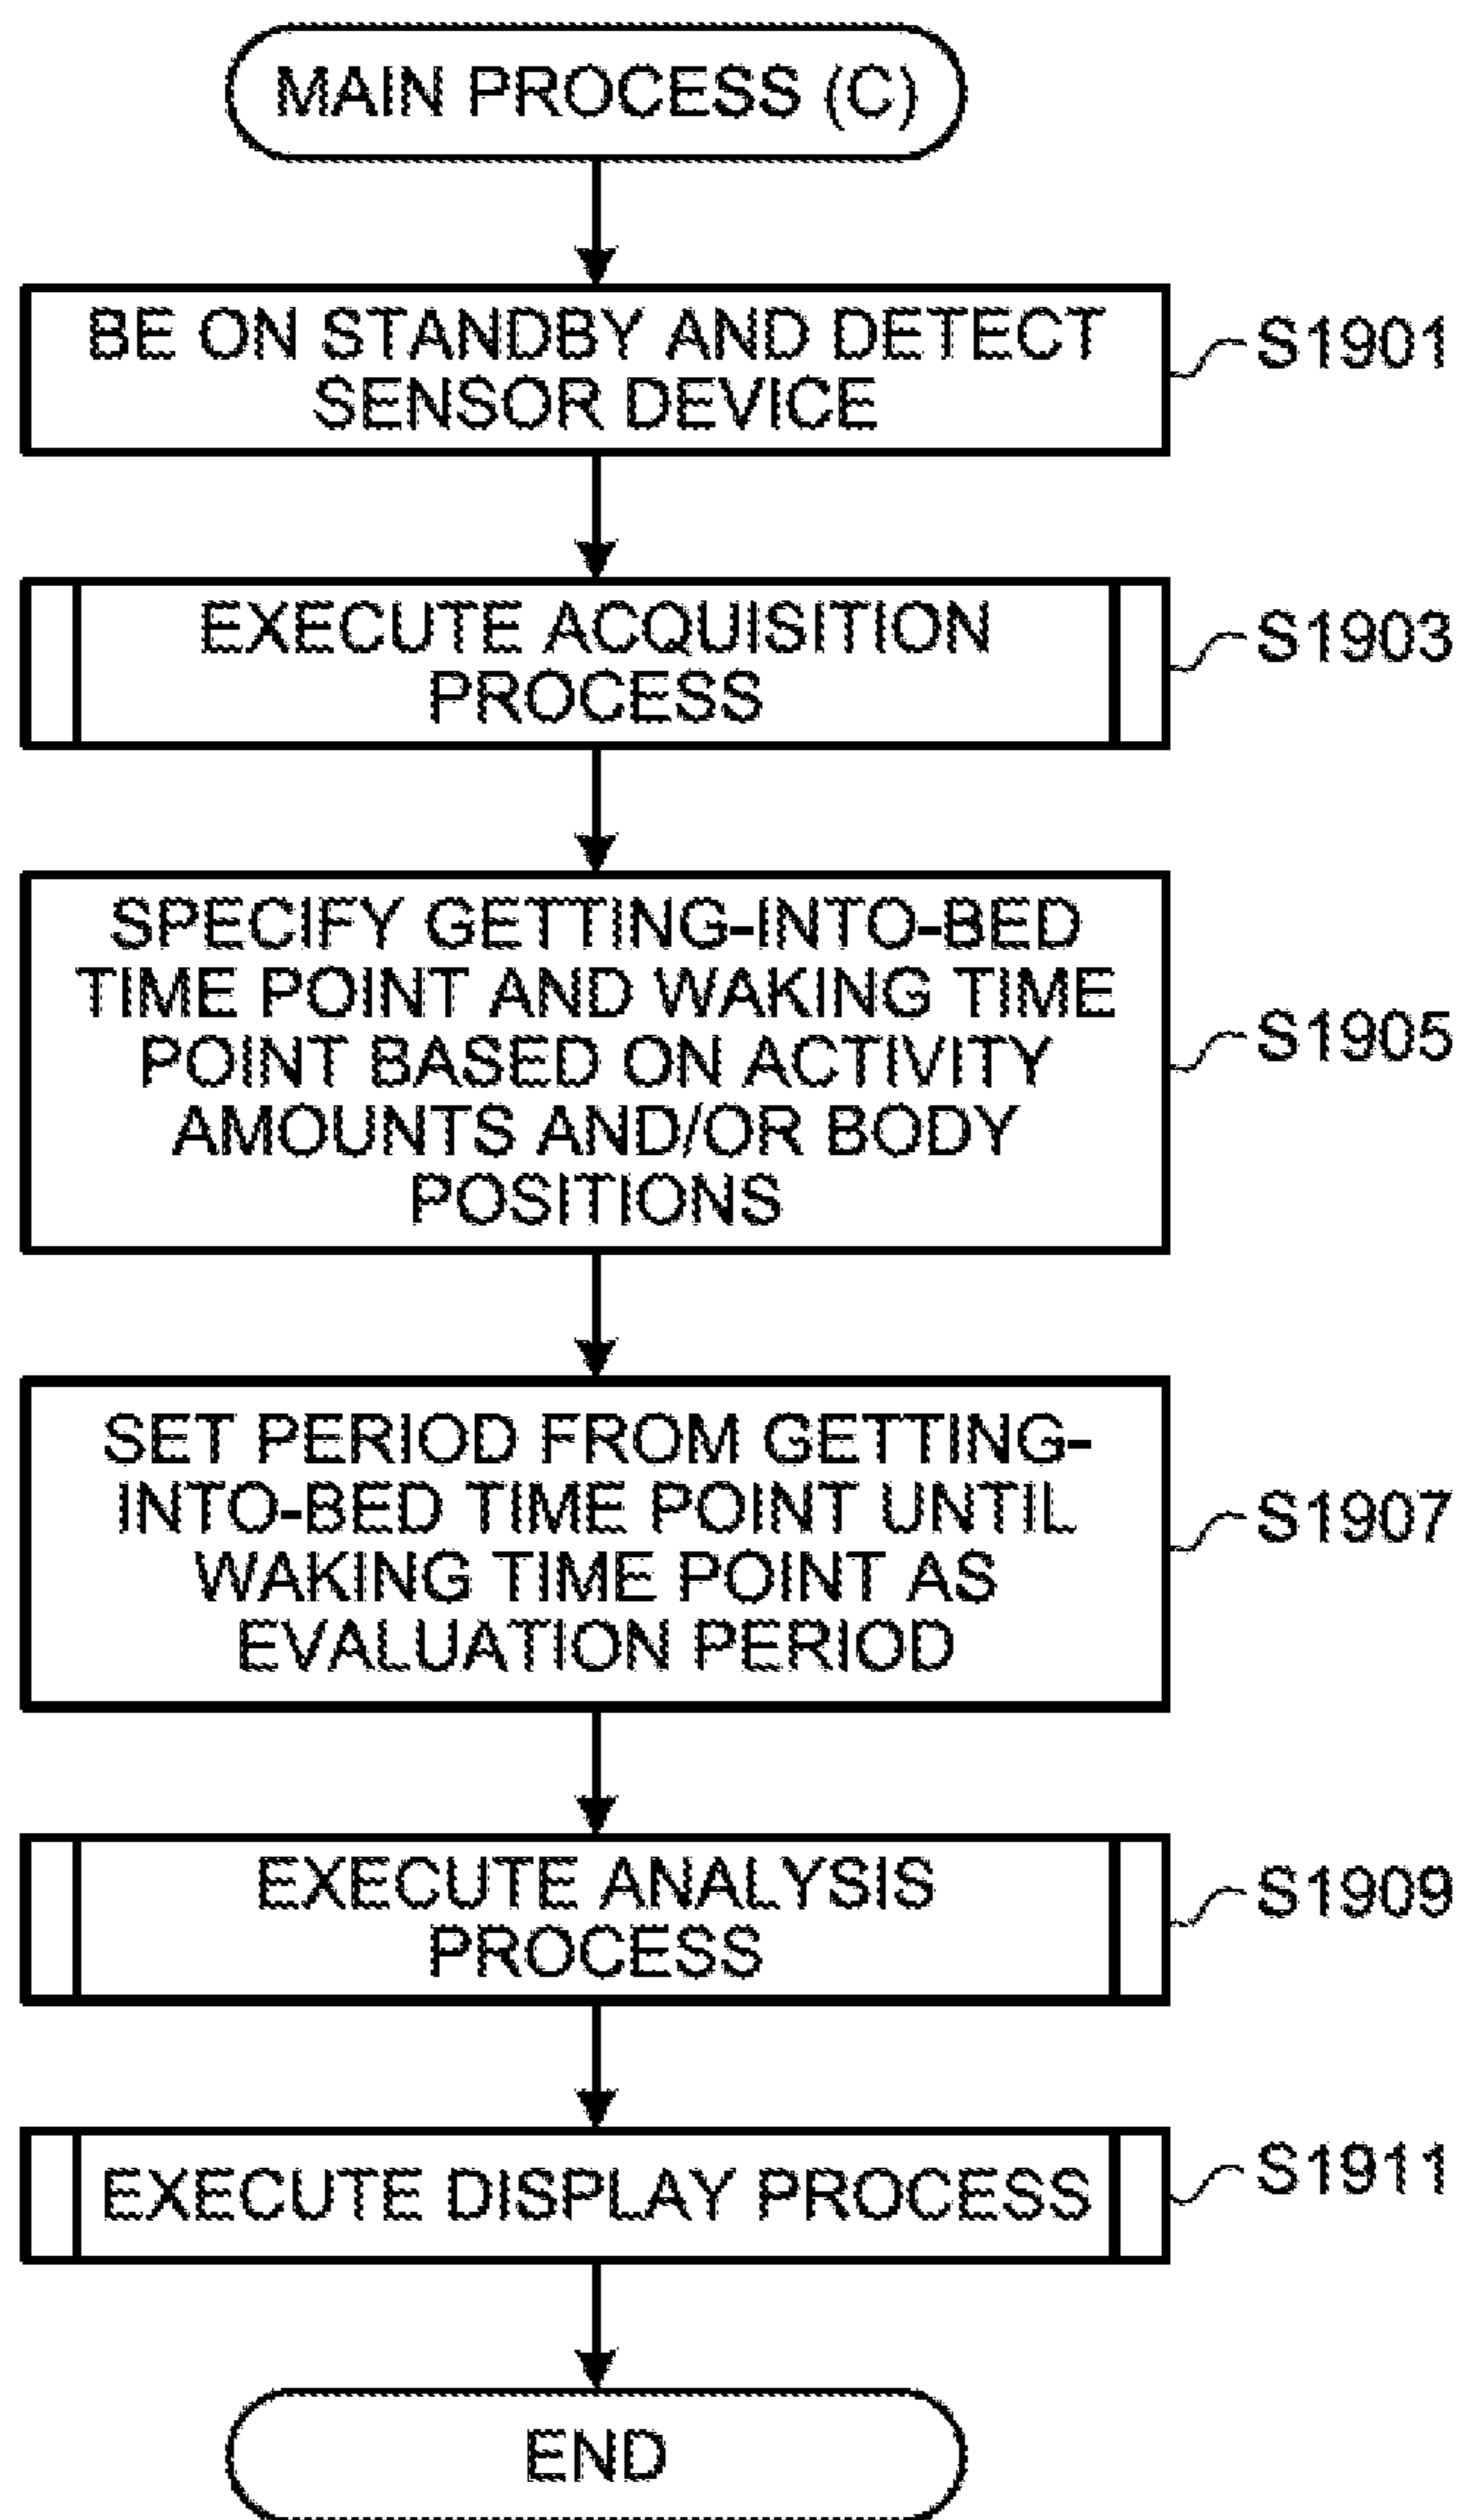 MAIN PROCESS (C)
BE ON STANDBY AND DETECT
SENSOR DEVICE
S1901
EXECUTE ACQUISITION
PROCESS
S1903
SPECIFY GETTING-INTO-BED
TIME POINT AND WAKING TIME
POINT BASED ON ACTIVITY
AMOUNTS AND/OR BODY
POSITIONS
S1905
SET PERIOD FROM GETTING-
INTO-BED TIME POINT UNTIL
WAKING TIME POINT AS
EVALUATION PERIOD
S1907
EXECUTE ANALYSIS
PROCESS
S1909
EXECUTE DISPLAY PROCESS
S1911
END